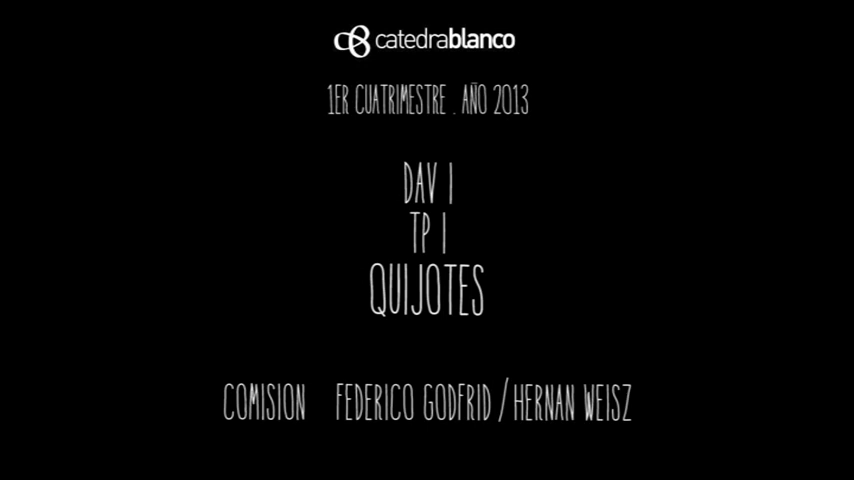 catedrablanco
1ER CUATRIMESTRE . AÑO 2013
DAV I
TP I
QUIJOTES
COMISION FEDERICO GODFRID / HERNAN WEISZ